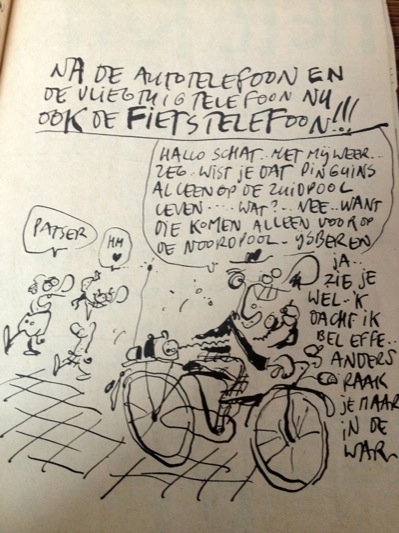 NA DE AUTOTELEFOON EN
DE VLIEGTUIGTELEFOON NU
OOK DE FIETSTELEFOON!!!
HALLO SCHAT.. MET MIJ WEER..
ZEG. WIST JE DAT PINGUINS
ALLEEN OP DE ZUIDPOOL
LEVEN.... WAT?.. NEE.. WANT
DIE KOMEN ALLEEN VOOR OP
DE NOORDPOOL - YSBEREN
PATSER
HM
JA..
ZIE JE
WEL-'K
DACHT IK
BEL EFFE..
ANDERS
RAAK
JE MAAR
IN DE
WAR